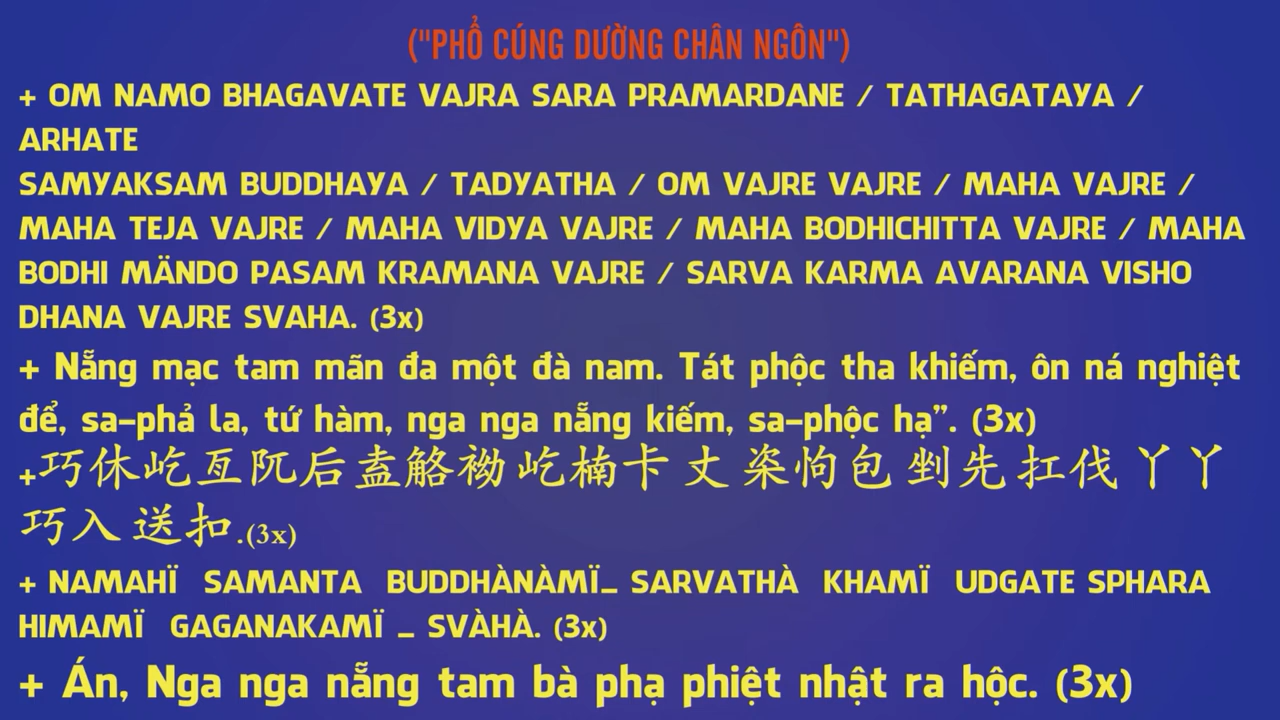 ("PHỔ CÚNG DƯỜNG CHÂN NGÔN")
+ OM NAMO BHAGAVATE VAJRA SARA PRAMARDANE / TATHAGATAYA /
ARHATE
SAMYAKSAM BUDDHAYA / TADYATHA / OM VAJRE VAJRE / MAHA VAJRE /
MAHA TEJA VAJRE / MAHA VIDYA VAJRE / MAHA BODHICHITTA VAJRE / MAHA
BODHI MÄNDO PASAM KRAMANA VAJRE / SARVA KARMA AVARANA VISHO
DHANA VAJRE SVAHA. (3x)
+ Nẵng mạc tam mãn đa một đà nam. Tát phộc tha khiếm, ôn ná nghiệt
để, sa-phả la, tứ hàm, nga nga nẵng kiếm, sa-phộc hạ”. (3x)
+巧休屹亙阢后盍觡袎屹楠卡丈栥怐包剉先扛伐丫丫
巧入送扣.(3x)
+ NAMAHÏ SAMANTA BUDDHÀNÀMÏ_ SARVATHÀ KHAMÏ UDGATE SPHARA
HIMAMÏ GAGANAKAMÏ _ SVÀHÀ. (3x)
+ Án, Nga nga nẵng tam bà phạ phiệt nhật ra hộc. (3x)